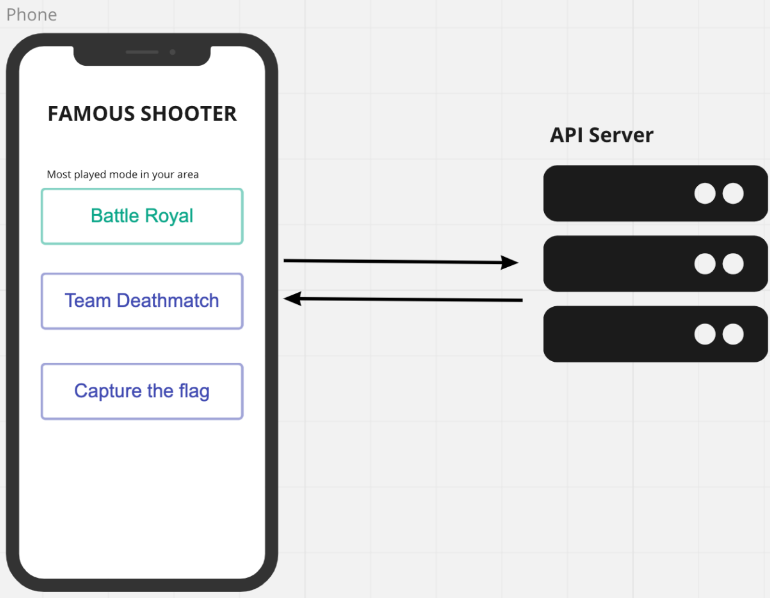 Phone
FAMOUS SHOOTER
API Server
Most played mode in your area
Battle Royal
Team Deathmatch
Capture the flag